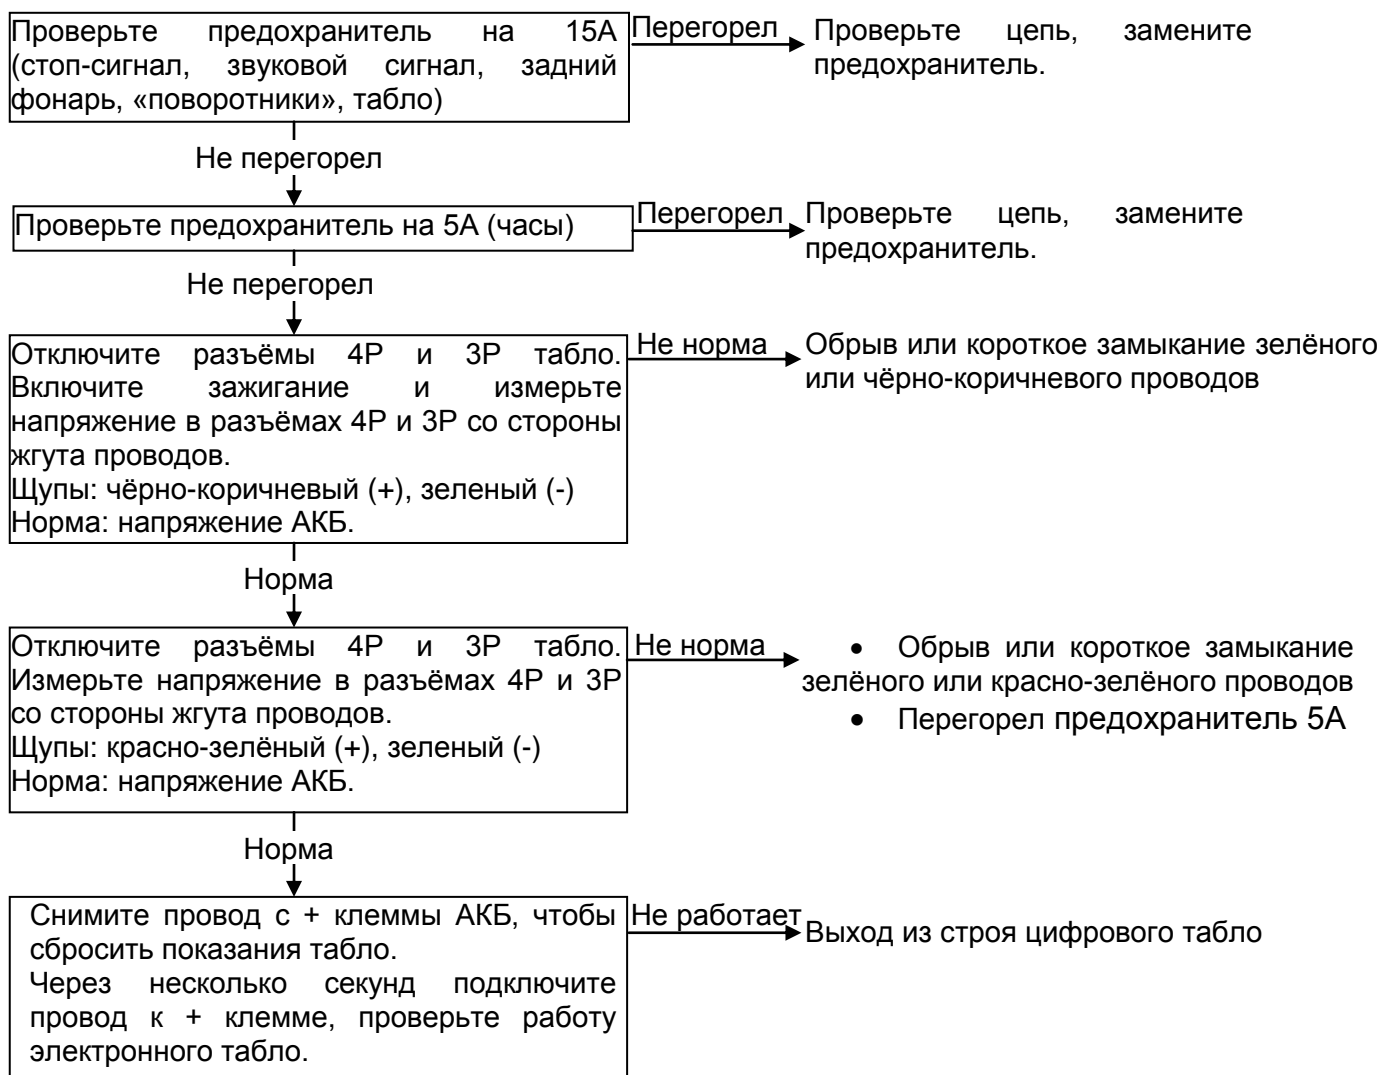 Проверьте предохранитель на 15А
(стоп-сигнал, звуковой сигнал, задний
фонарь, «поворотники», табло)
Перегорел
Проверьте цепь, замените
предохранитель.
Не перегорел
Проверьте предохранитель на 5А (часы)
Перегорел
Проверьте цепь, замените
предохранитель.
Не перегорел
Отключите разъёмы 4Р и 3Р табло.
Включите зажигание и измерьте
напряжение в разъёмах 4Р и 3Р со стороны
жгута проводов.
Щупы: чёрно-коричневый (+), зеленый (-)
Норма: напряжение АКБ.
Не норма
Обрыв или короткое замыкание зелёного
или чёрно-коричневого проводов
Норма
Отключите разъёмы 4Р и 3Р табло.
Измерьте напряжение в разъёмах 4Р и 3Р
со стороны жгута проводов.
Щупы: красно-зелёный (+), зеленый (-)
Норма: напряжение АКБ.
Не норма
• Обрыв или короткое замыкание
зелёного или красно-зелёного проводов
• Перегорел предохранитель 5А
Норма
Снимите провод с + клеммы АКБ, чтобы
сбросить показания табло.
Через несколько секунд подключите
провод к + клемме, проверьте работу
электронного табло.
Не работает
Выход из строя цифрового табло